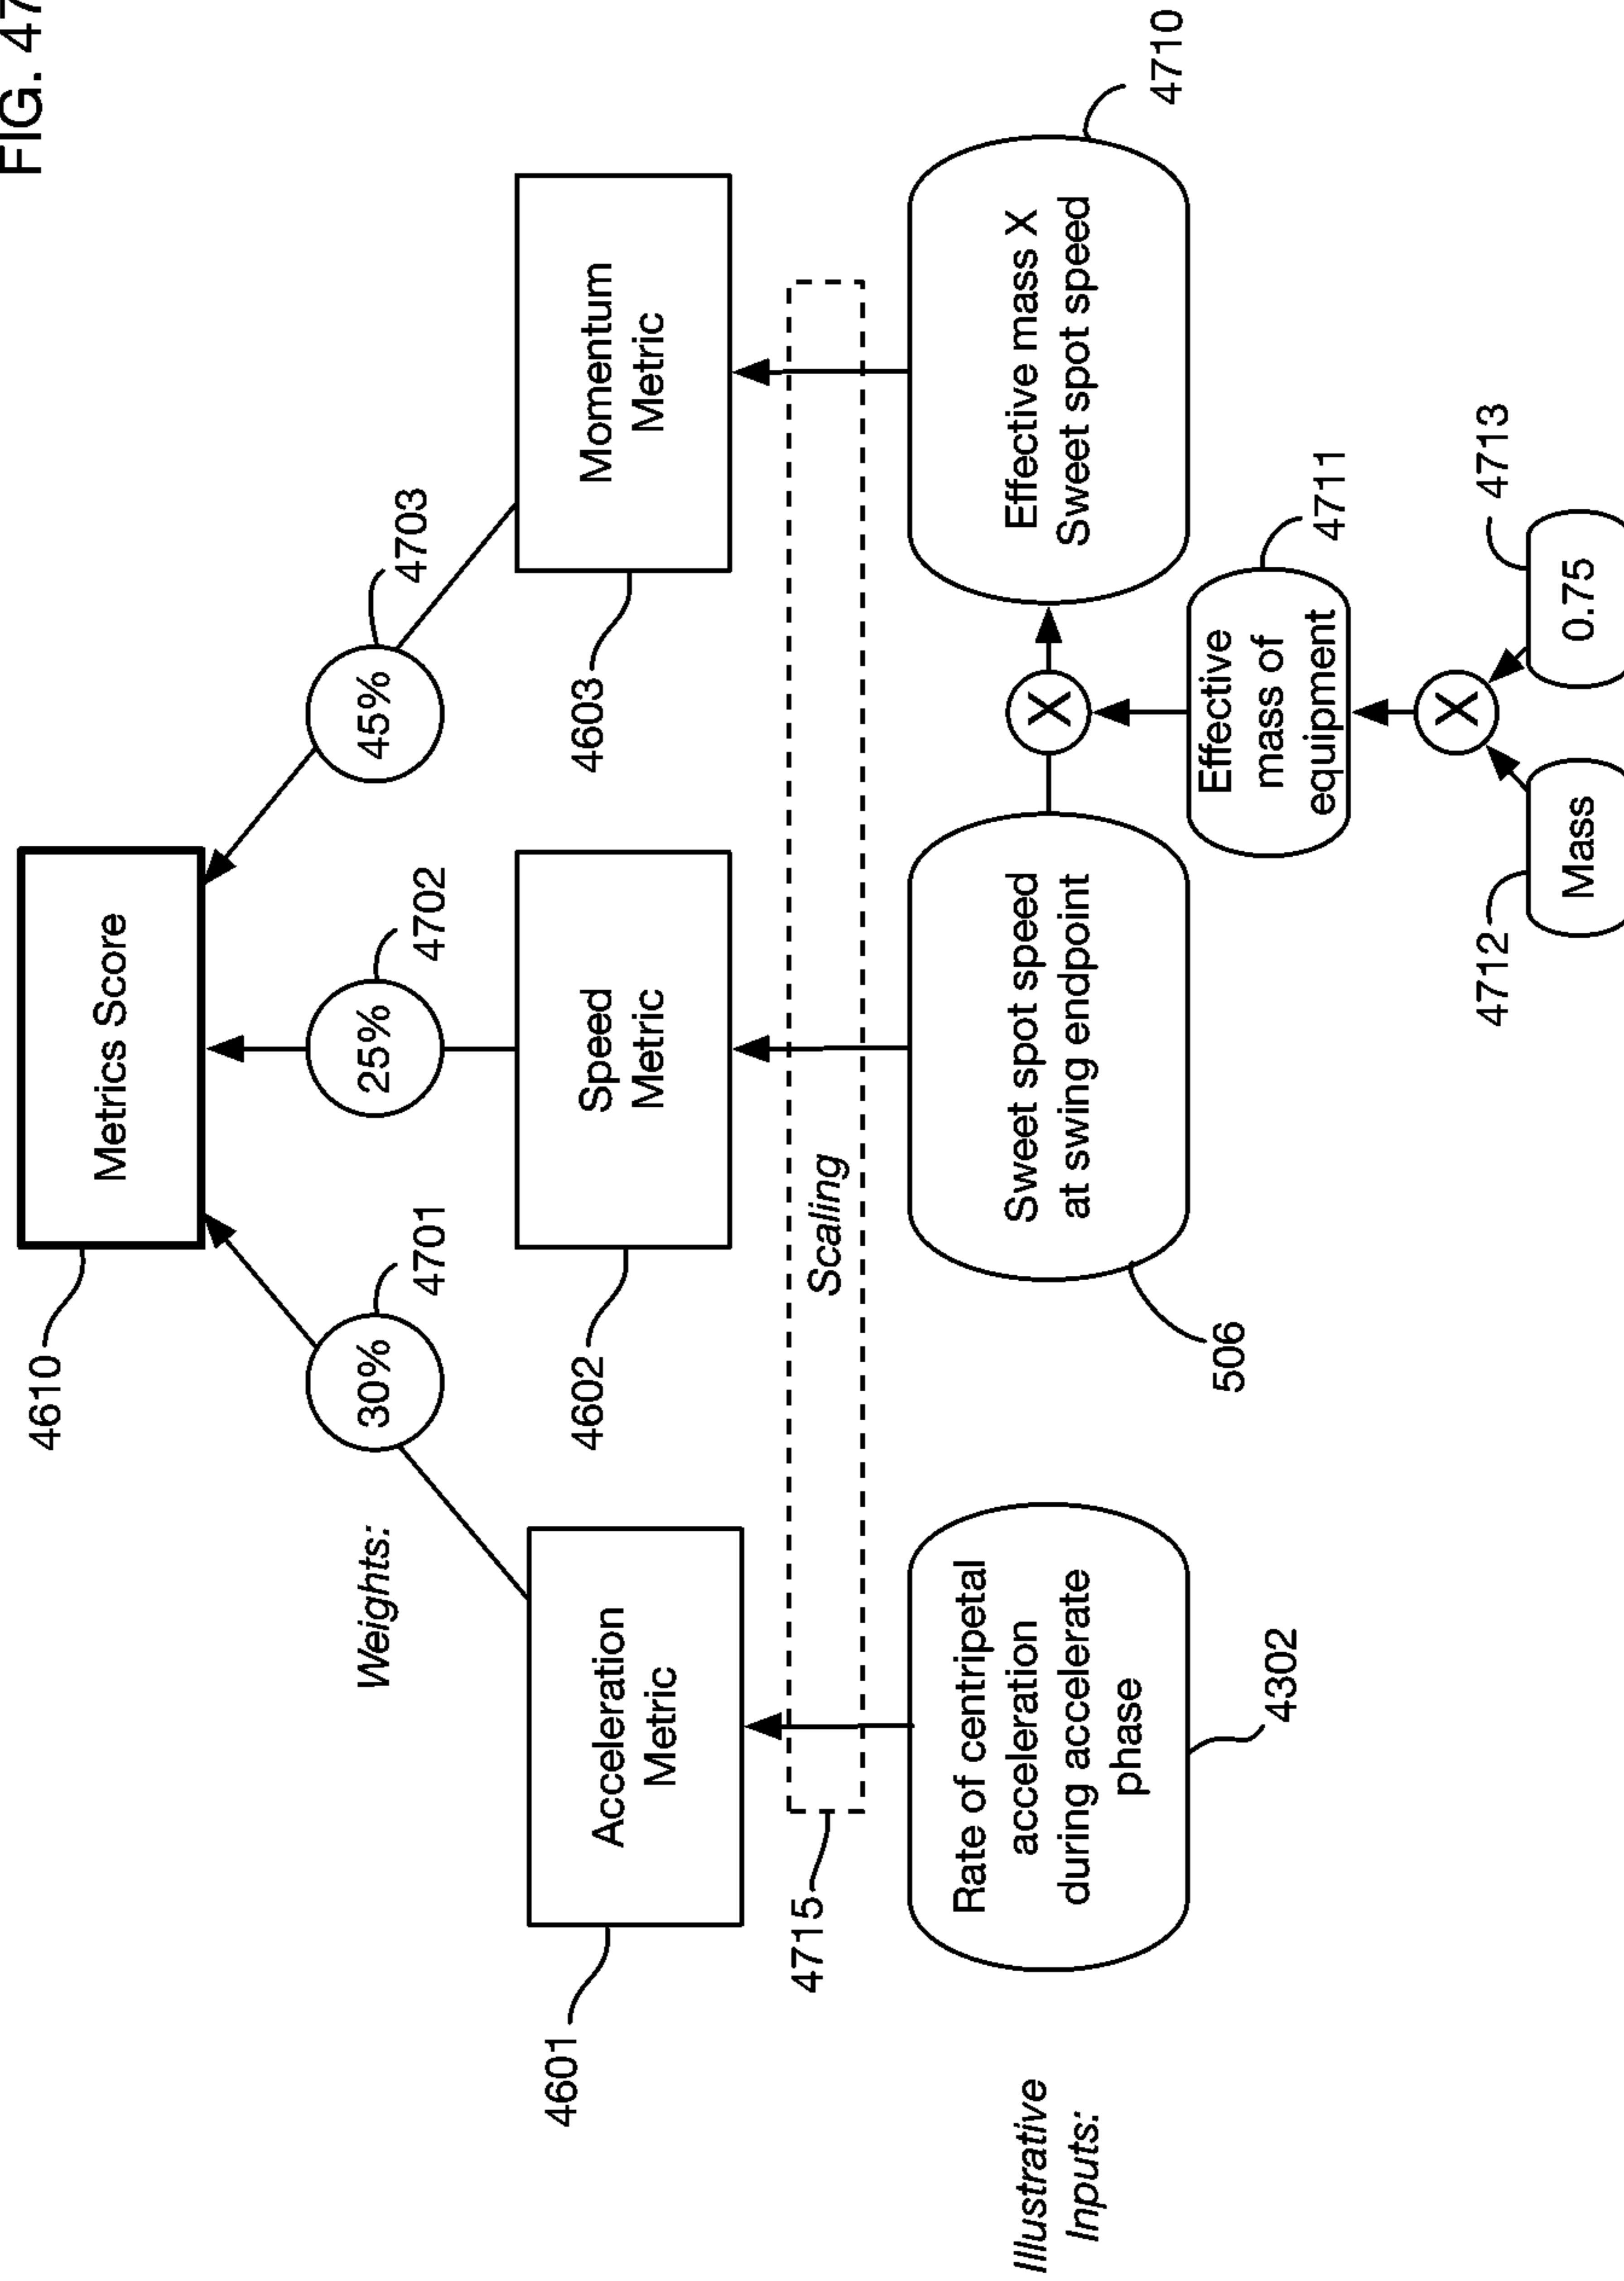 FIG. 47
4610
Metrics Score
Weights:
30%
4701
25%
4702
45%
4703
4601
Acceleration
Metric
4602
Speed
Metric
4603
Momentum
Metric
4715
Scaling
Illustrative
Inputs:
Rate of centripetal
acceleration
during accelerate
phase
4302
Sweet spot speed
at swing endpoint
506
X
Effective mass X
Sweet spot speed
4710
Effective
mass of
equipment
4711
X
4712
Mass
0.75
4713